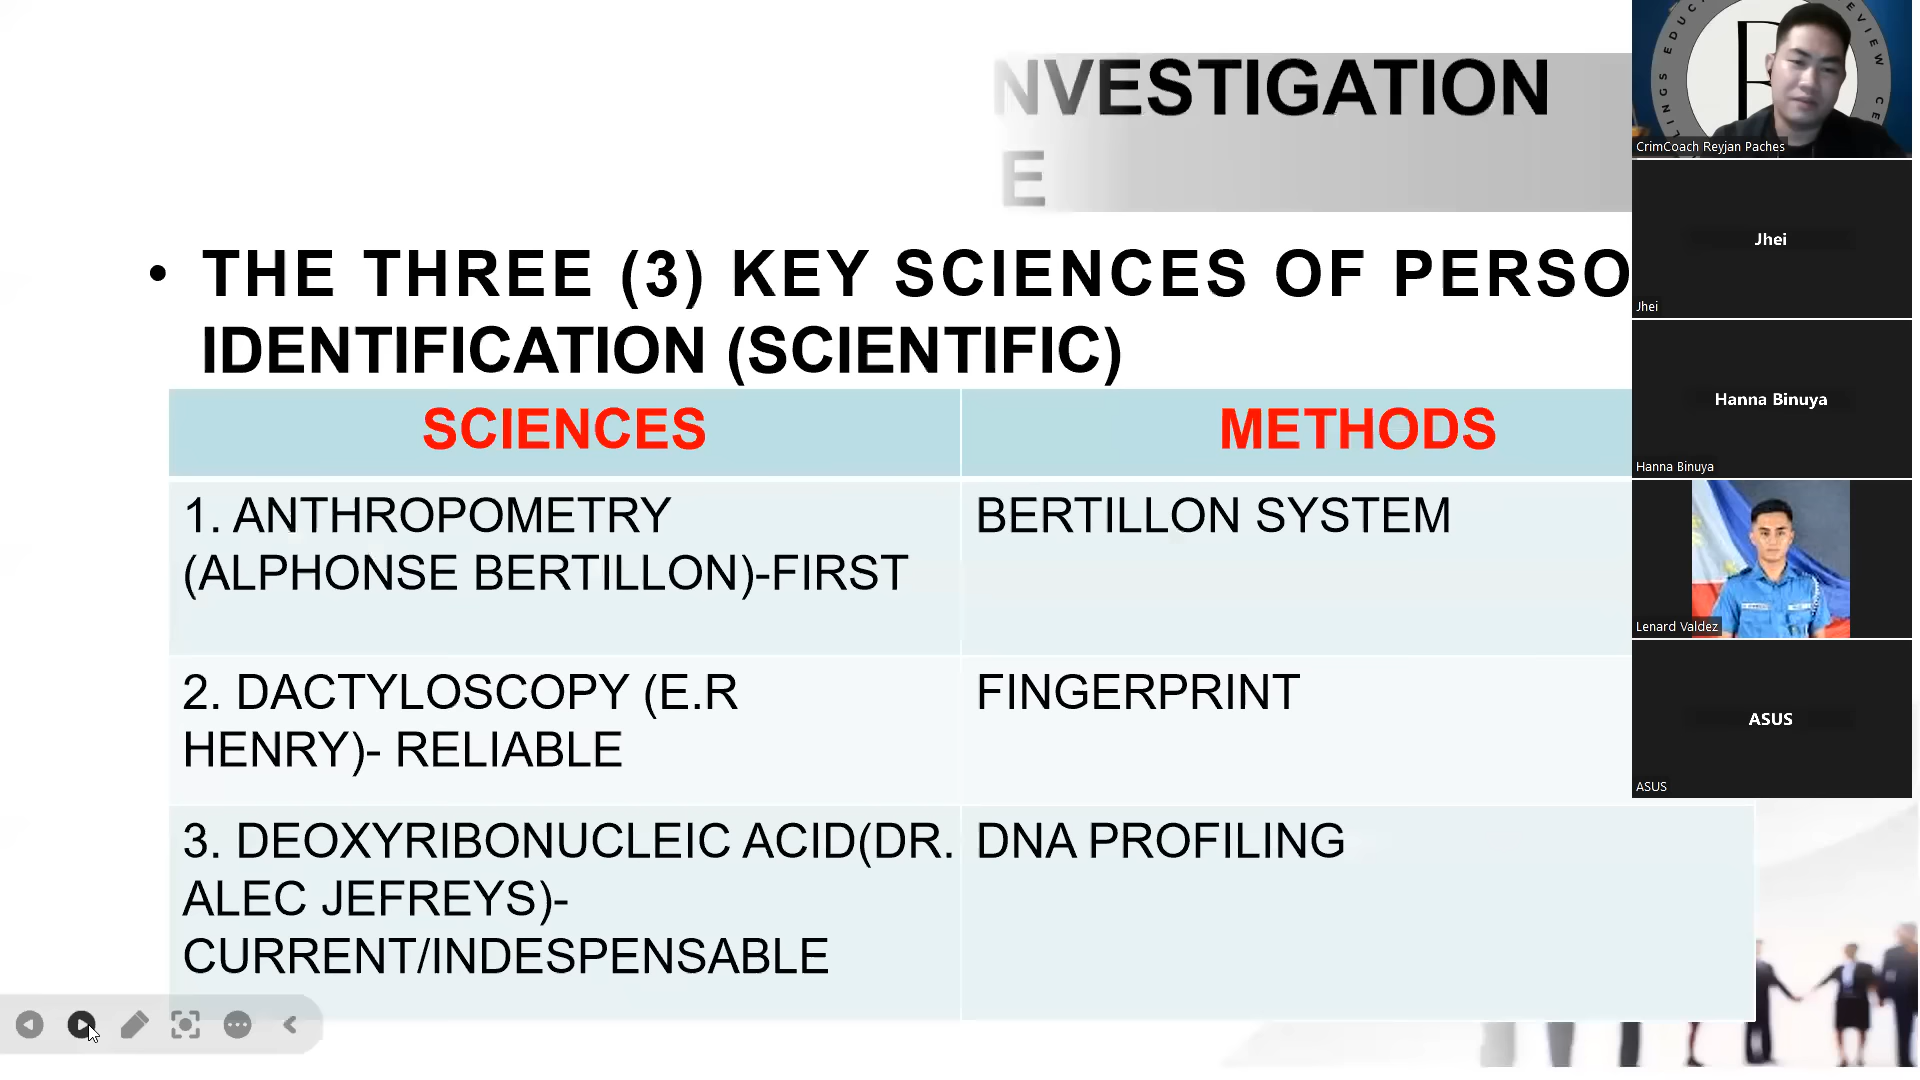 NVESTIGATION
E
• THE THREE (3) KEY SCIENCES OF PERSO
IDENTIFICATION (SCIENTIFIC)
SCIENCES
METHODS
1. ANTHROPOMETRY
(ALPHONSE BERTILLON)-FIRST
BERTILLON SYSTEM
2. DACTYLOSCOPY (E.R
HENRY)- RELIABLE
FINGERPRINT
3. DEOXYRIBONUCLEIC ACID(DR.
ALEC JEFREYS)-
CURRENT/INDESPENSABLE
DNA PROFILING
CrimCoach Reyjan Paches
Jhei
Jhei
Hanna Binuya
Hanna Binuya
Lenard Valdez
ASUS
ASUS